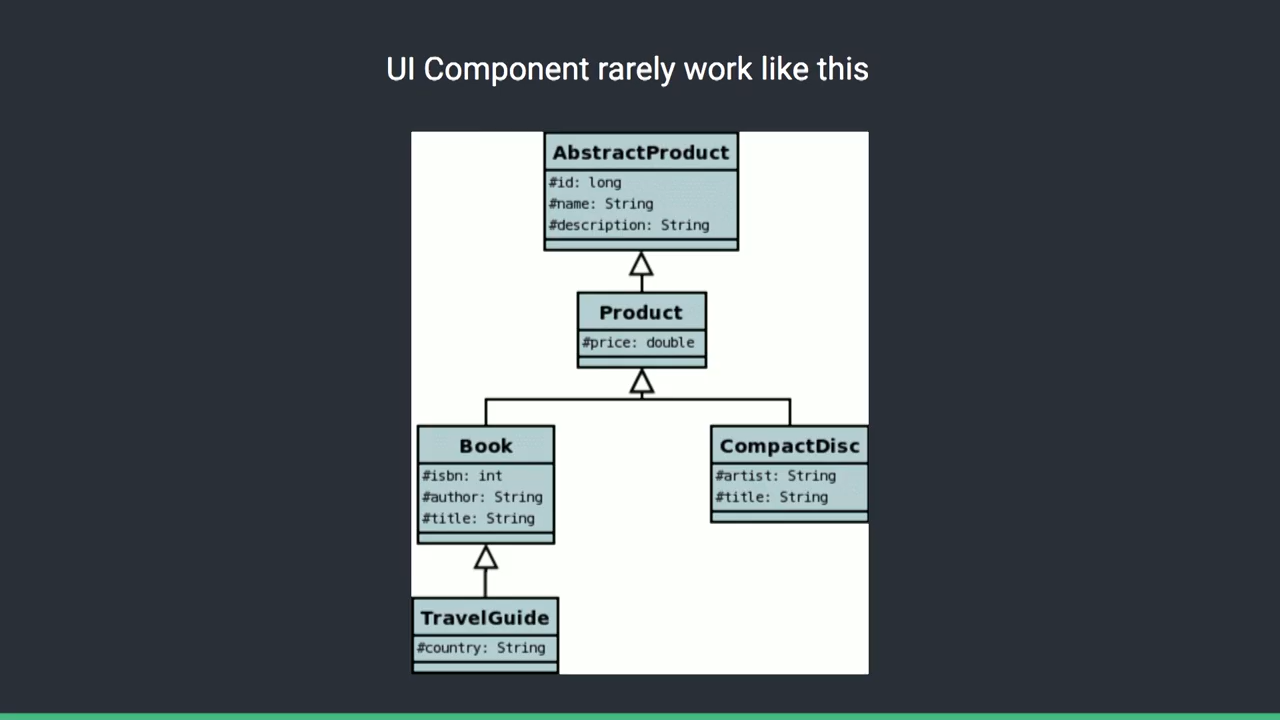 UI Component rarely work like this
AbstractProduct
#id: long
#name: String
#description: String
Product
#price: double
Book
#isbn: int
#author: String
#title: String
CompactDisc
#artist: String
#title: String
TravelGuide
#country: String